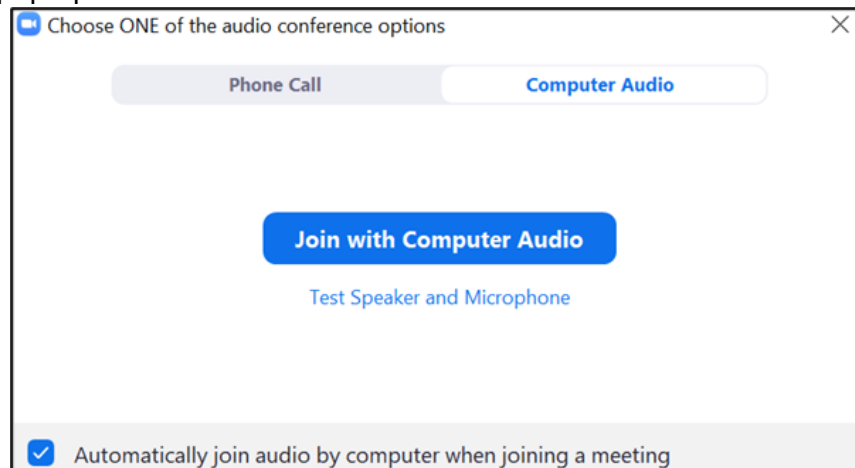 Choose ONE of the audio conference options
Phone Call Computer Audio
Join with Computer Audio
Test Speaker and Microphone
Automatically join audio by computer when joining a meeting